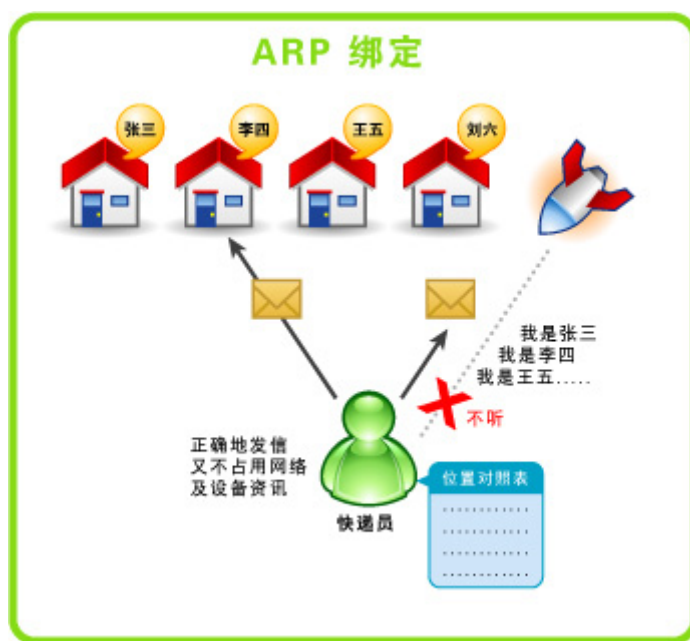 ARP 绑定
张三
李四
王五
刘六
我是张三
我是李四
我是王五.....
不听
正确地发信
又不占用网络
及设备资讯
快递员
位置对照表